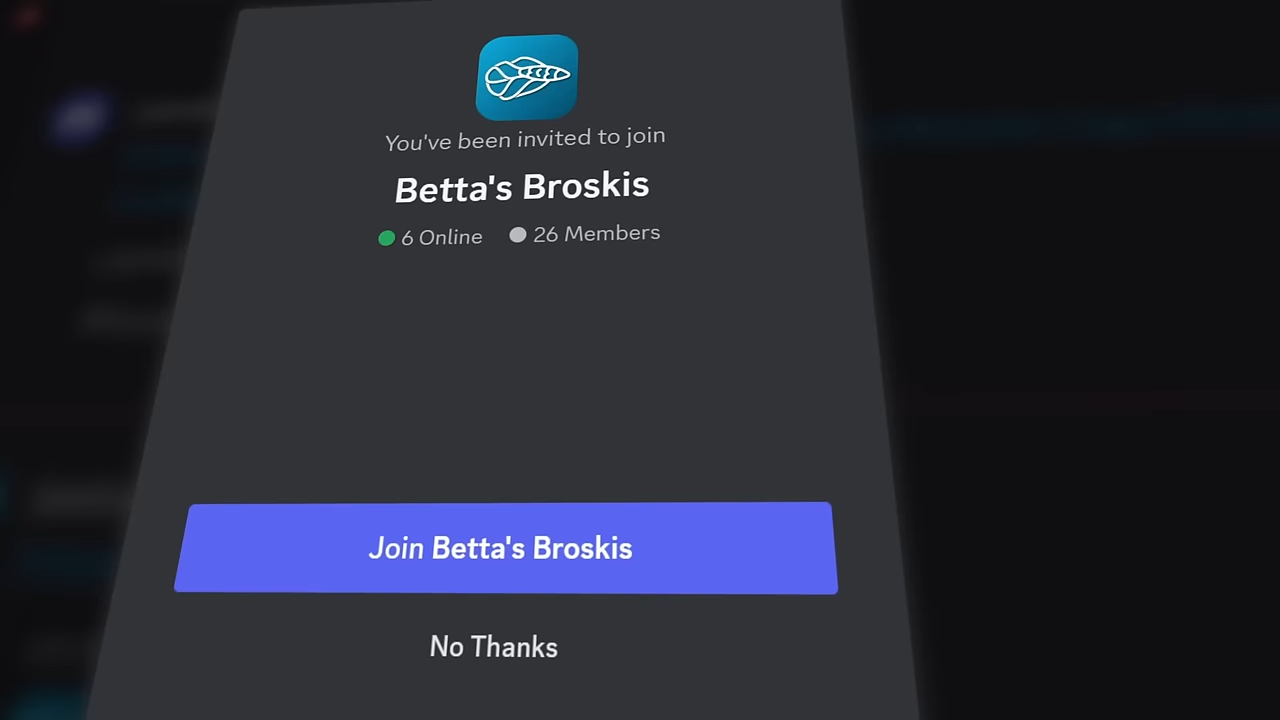 You've been invited to join
Betta's Broskis
6 Online 26 Members
Join Betta's Broskis
No Thanks